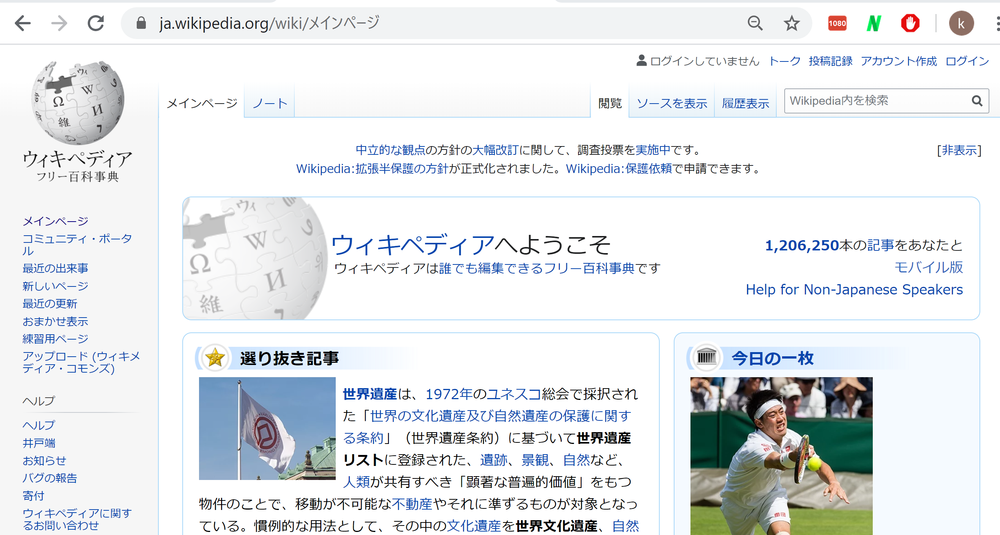 ja.wikipedia.org/wiki/メインページ
1080
N
k
ログインしていません トーク 投稿記録 アカウント作成 ログイン
メインページ ノート 閲覧 ソースを表示 履歴表示 Wikipedia内を検索
ウィキペディア
フリー百科事典
中立的な観点の方針の大幅改訂に関して、調査投票を実施中です。
[非表示]
Wikipedia:拡張半保護の方針が正式化されました。Wikipedia:保護依頼で申請できます。
メインページ
コミュニティ・ポータ
ル
最近の出来事
新しいページ
最近の更新
おまかせ表示
練習用ページ
アップロード (ウィキメ
ディア・コモンズ)
ヘルプ
ヘルプ
井戸端
お知らせ
バグの報告
寄付
ウィキペディアに関す
るお問い合わせ
ウィキペディアへようこそ
ウィキペディアは誰でも編集できるフリー百科事典です
1,206,250本の記事をあなたと
モバイル版
Help for Non-Japanese Speakers
選り抜き記事
世界遺産は、1972年のユネスコ総会で採択され
た「世界の文化遺産及び自然遺産の保護に関す
る条約」（世界遺産条約）に基づいて世界遺産
リストに登録された、遺跡、景観、自然など、
人類が共有すべき「顕著な普遍的価値」をもつ
物件のことで、移動が不可能な不動産やそれに準ずるものが対象となっ
ている。慣例的な用法として、その中の文化遺産を世界文化遺産、自然
今日の一枚